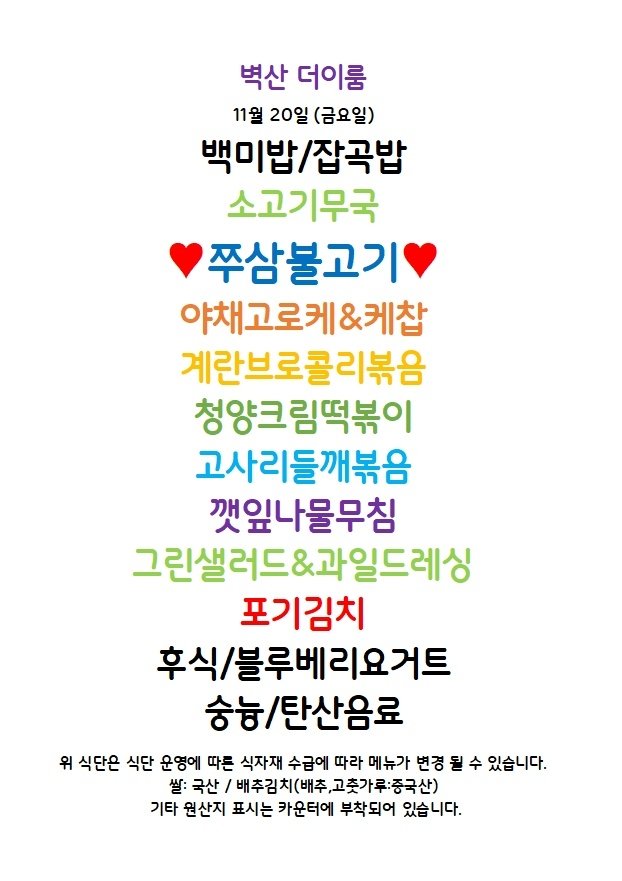 벽산 더이룸
11월 20일 (금요일)
백미밥/잡곡밥
소고기무국
♥쭈삼불고기♥
야채고로케&케찹
계란브로콜리볶음
청양크림떡볶이
고사리들깨볶음
깻잎나물무침
그린샐러드&과일드레싱
포기김치
후식/블루베리요거트
숭늉/탄산음료
위 식단은 식단 운영에 따른 식자재 수급에 따라 메뉴가 변경 될 수 있습니다.
쌀: 국산 / 배추김치(배추,고춧가루:중국산)
기타 원산지 표시는 카운터에 부착되어 있습니다.